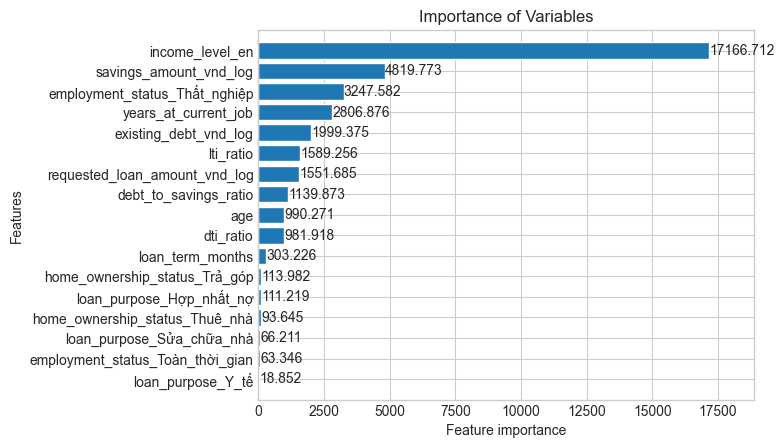 Importance of Variables
Features
income_level_en 17166.712
savings_amount_vnd_log 4819.773
employment_status_Thất_nghiệp 3247.582
years_at_current_job 2806.876
existing_debt_vnd_log 1999.375
lti_ratio 1589.256
requested_loan_amount_vnd_log 1551.685
debt_to_savings_ratio 1139.873
age 990.271
dti_ratio 981.918
loan_term_months 303.226
home_ownership_status_Trả_góp 113.982
loan_purpose_Hợp_nhất_nợ 111.219
home_ownership_status_Thuê_nhà 93.645
loan_purpose_Sửa_chữa_nhà 66.211
employment_status_Toàn_thời_gian 63.346
loan_purpose_Y_tế 18.852
0 2500 5000 7500 10000 12500 15000 17500
Feature importance